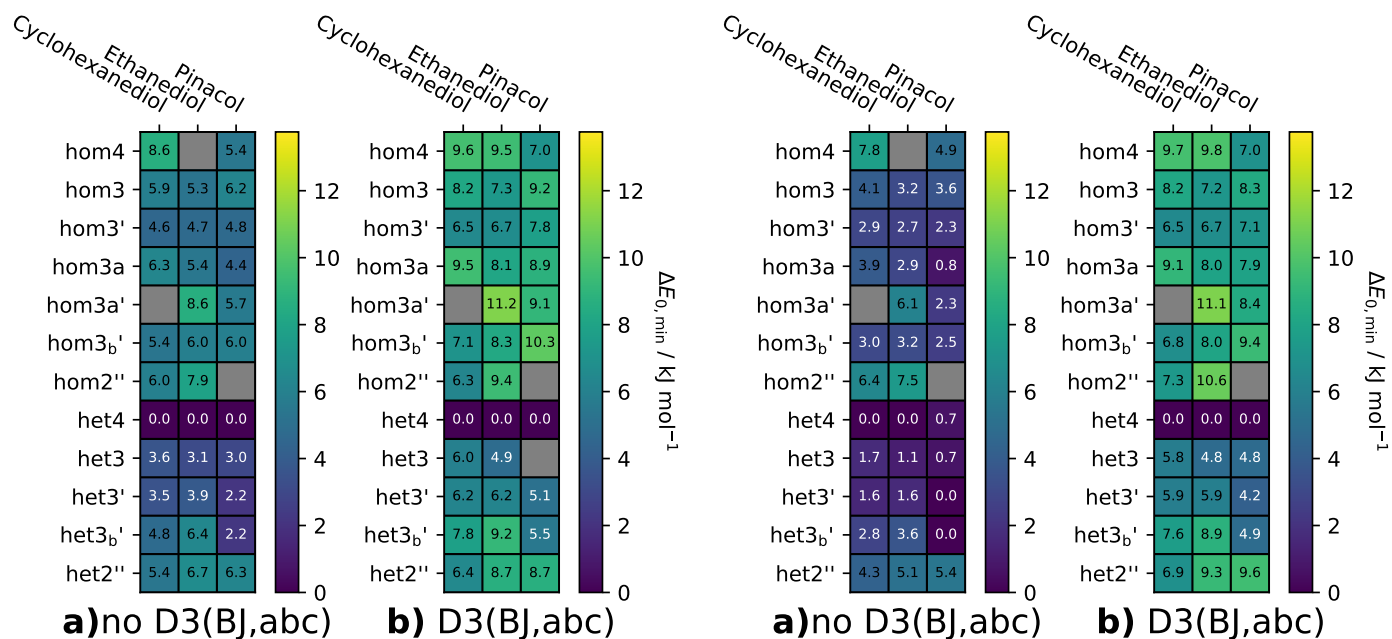 Cyclohexanediol
Ethanediol
Pinacol
hom4 8.6 5.4
hom3 5.9 5.3 6.2
hom3' 4.6 4.7 4.8
hom3a 6.3 5.4 4.4
hom3a' 8.6 5.7
hom3b' 5.4 6.0 6.0
hom2'' 6.0 7.9
het4 0.0 0.0 0.0
het3 3.6 3.1 3.0
het3' 3.5 3.9 2.2
het3b' 4.8 6.4 2.2
het2'' 5.4 6.7 6.3
12
10
8
6
4
2
0
a)no D3(BJ,abc)
Cyclohexanediol
Ethanediol
Pinacol
hom4 9.6 9.5 7.0
hom3 8.2 7.3 9.2
hom3' 6.5 6.7 7.8
hom3a 9.5 8.1 8.9
hom3a' 11.2 9.1
hom3b' 7.1 8.3 10.3
hom2'' 6.3 9.4
het4 0.0 0.0 0.0
het3 6.0 4.9
het3' 6.2 6.2 5.1
het3b' 7.8 9.2 5.5
het2'' 6.4 8.7 8.7
12
10
8
6
4
2
0
ΔE0,min / kJ mol−1
b) D3(BJ,abc)
Cyclohexanediol
Ethanediol
Pinacol
hom4 7.8 4.9
hom3 4.1 3.2 3.6
hom3' 2.9 2.7 2.3
hom3a 3.9 2.9 0.8
hom3a' 6.1 2.3
hom3b' 3.0 3.2 2.5
hom2'' 6.4 7.5
het4 0.0 0.0 0.7
het3 1.7 1.1 0.7
het3' 1.6 1.6 0.0
het3b' 2.8 3.6 0.0
het2'' 4.3 5.1 5.4
12
10
8
6
4
2
0
a)no D3(BJ,abc)
Cyclohexanediol
Ethanediol
Pinacol
hom4 9.7 9.8 7.0
hom3 8.2 7.2 8.3
hom3' 6.5 6.7 7.1
hom3a 9.1 8.0 7.9
hom3a' 11.1 8.4
hom3b' 6.8 8.0 9.4
hom2'' 7.3 10.6
het4 0.0 0.0 0.0
het3 5.8 4.8 4.8
het3' 5.9 5.9 4.2
het3b' 7.6 8.9 4.9
het2'' 6.9 9.3 9.6
12
10
8
6
4
2
0
ΔE0,min / kJ mol−1
b) D3(BJ,abc)